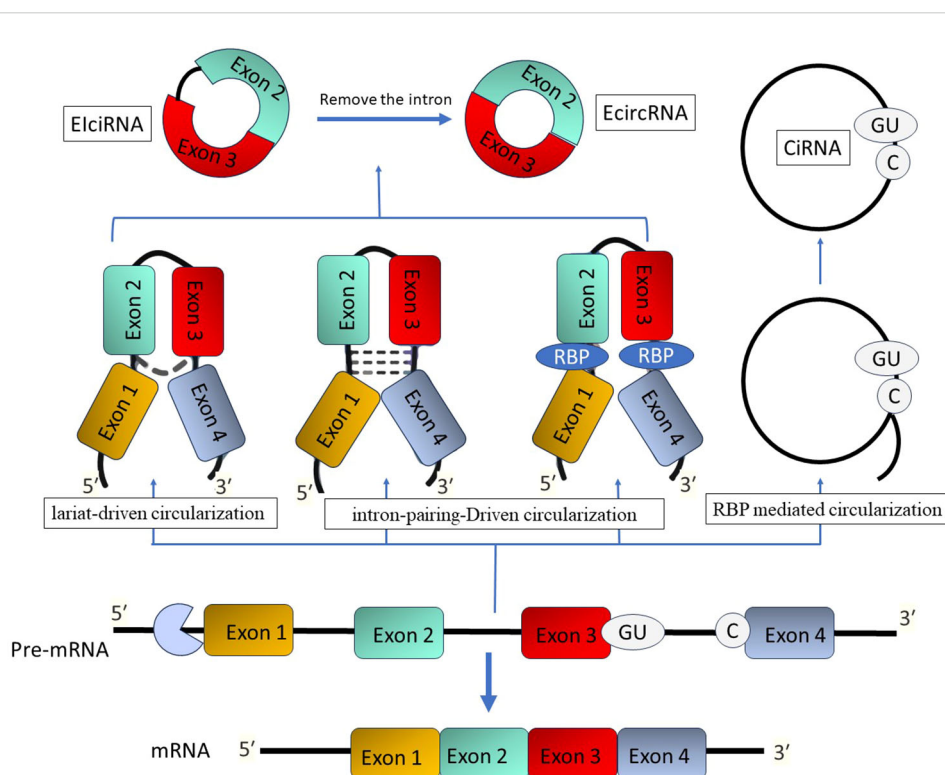 Exon 2
Exon 3
EIciRNA
Remove the intron
Exon 2
Exon 3
EcircRNA
CiRNA
GU
C
Exon 2
Exon 3
Exon 1
Exon 4
5′
3′
Exon 2
Exon 3
Exon 1
Exon 4
5′
3′
Exon 2
Exon 3
RBP
RBP
Exon 1
Exon 4
5′
3′
GU
C
lariat-driven circularization
intron-pairing-Driven circularization
RBP mediated circularization
Pre-mRNA
5′
Exon 1
Exon 2
Exon 3
GU
C
Exon 4
3′
mRNA
5′
Exon 1
Exon 2
Exon 3
Exon 4
3′